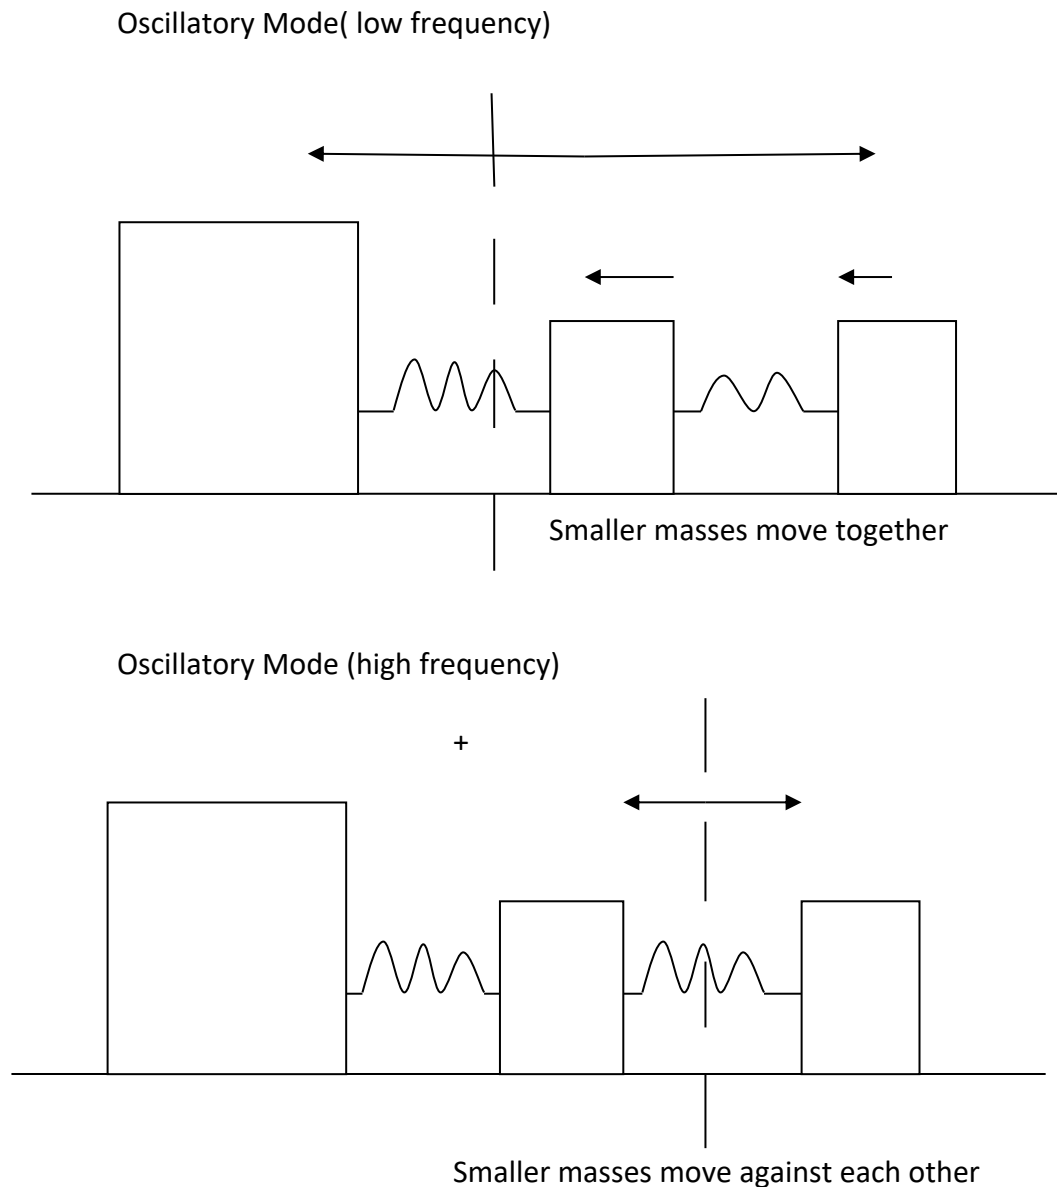 Oscillatory Mode( low frequency)
Smaller masses move together
Oscillatory Mode (high frequency)
+
Smaller masses move against each other